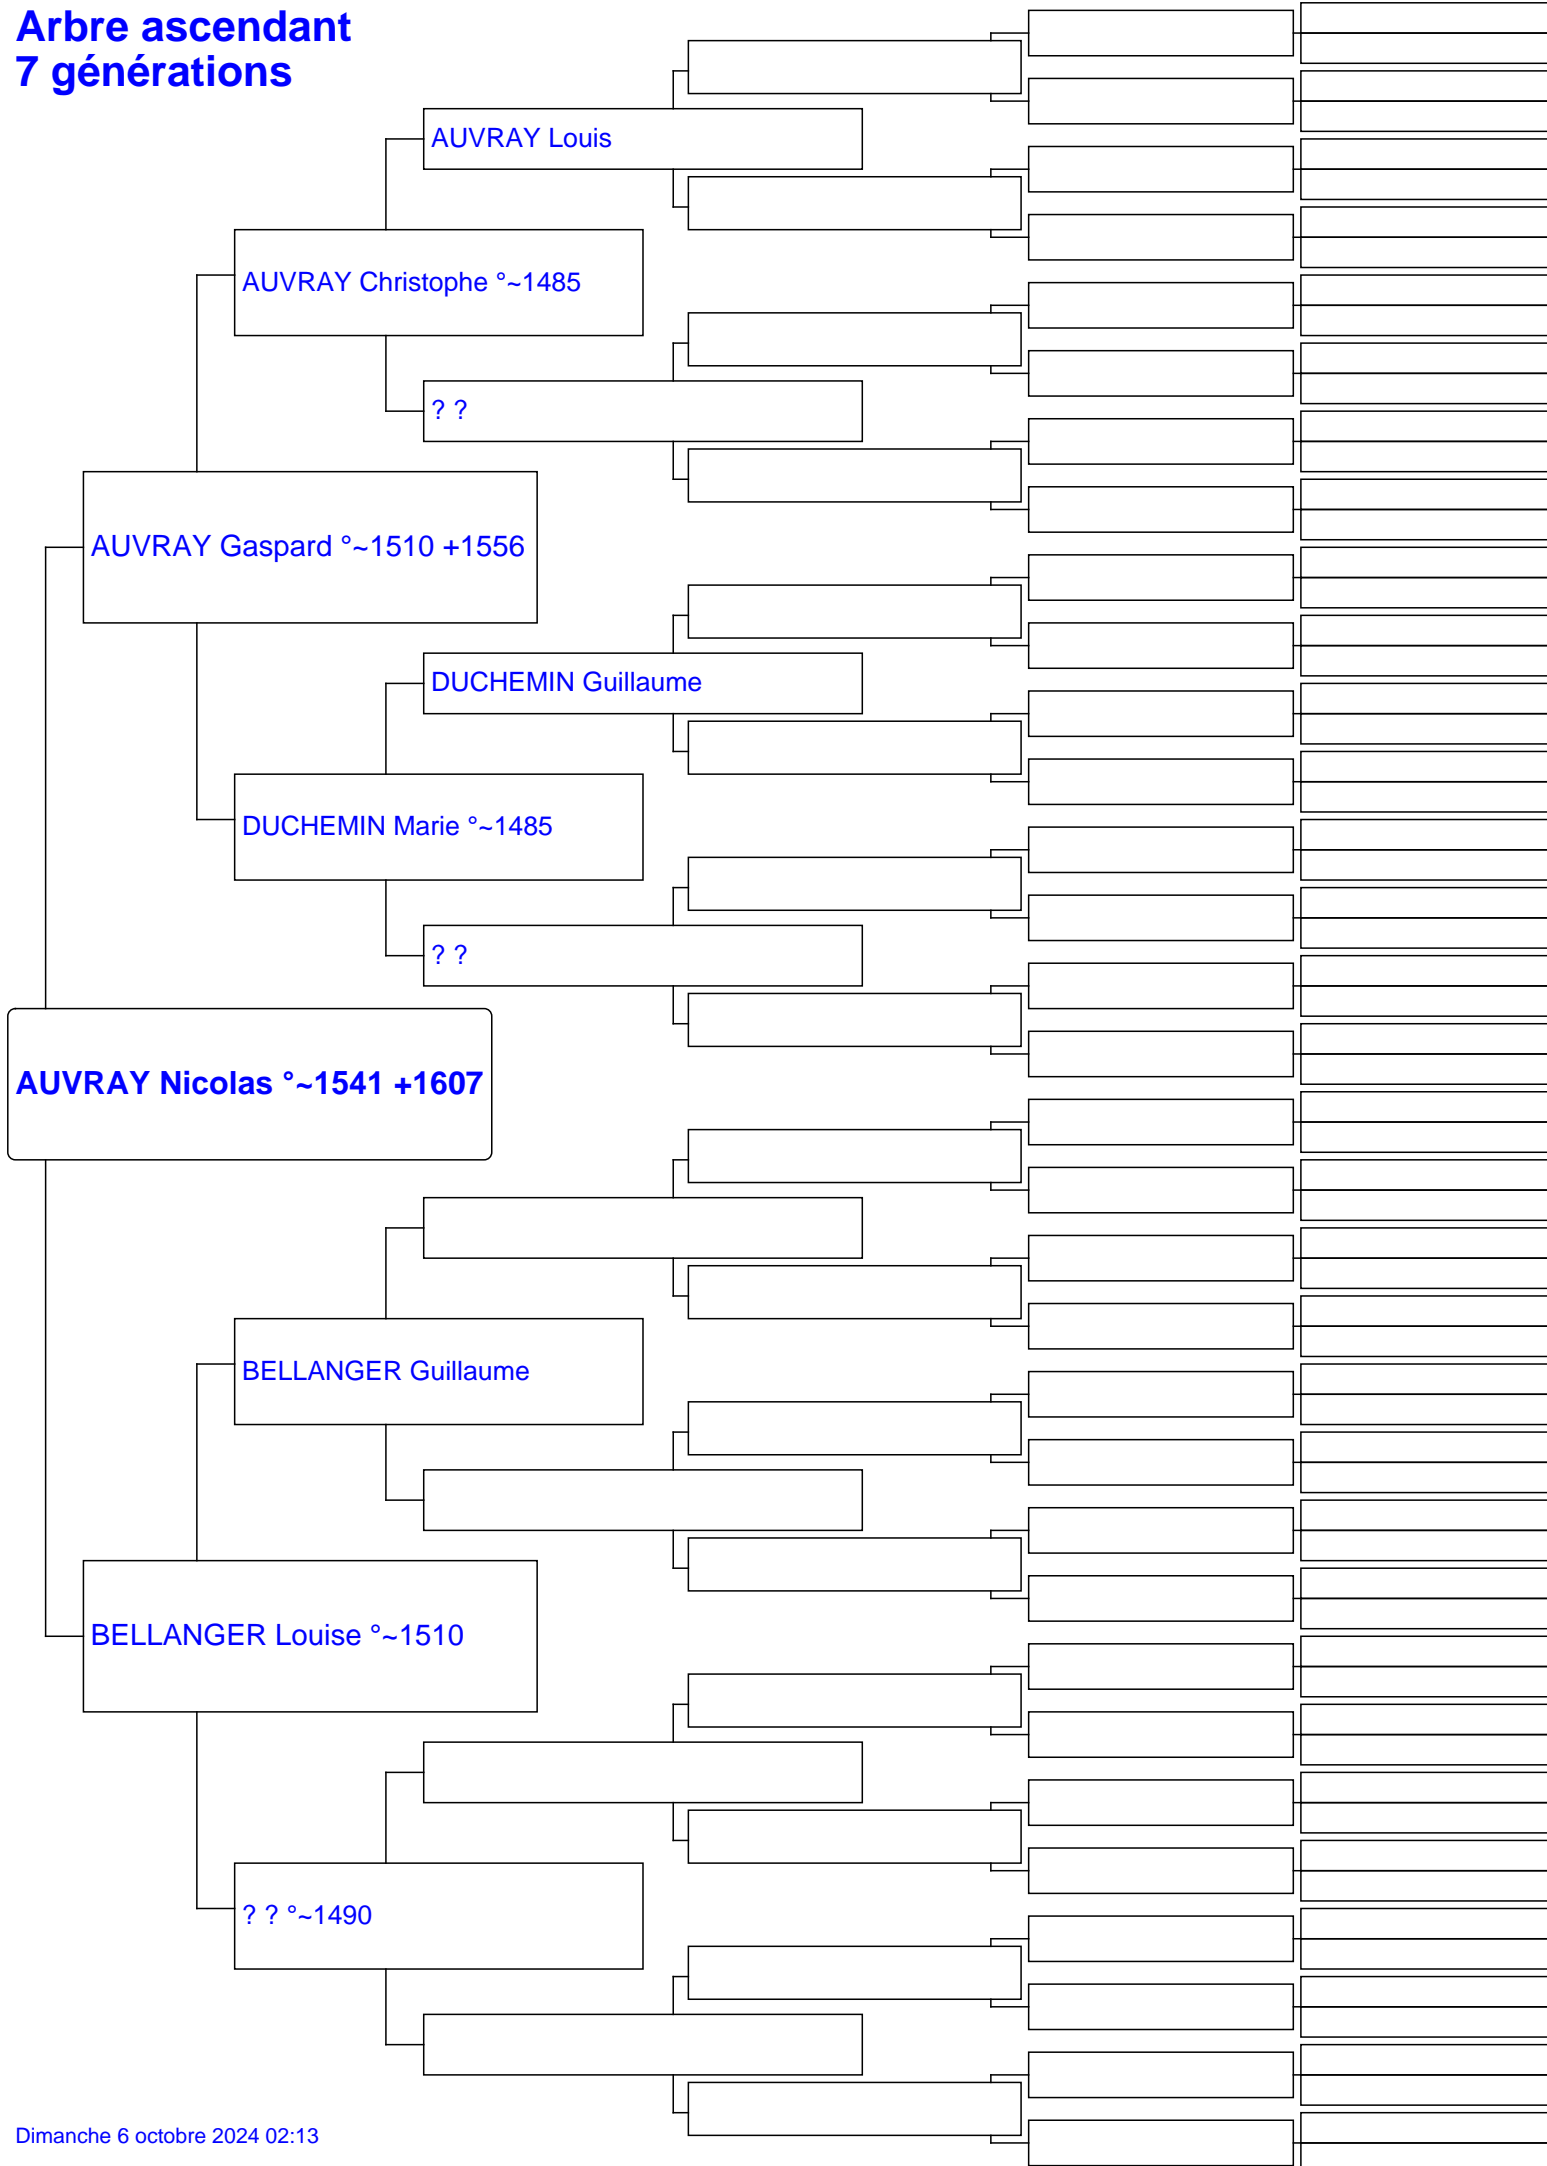 Arbre ascendant
7 générations
AUVRAY Louis
AUVRAY Christophe °~1485
? ?
AUVRAY Gaspard °~1510 +1556
DUCHEMIN Guillaume
DUCHEMIN Marie °~1485
? ?
AUVRAY Nicolas °~1541 +1607
BELLANGER Guillaume
BELLANGER Louise °~1510
? ? °~1490
Dimanche 6 octobre 2024 02:13